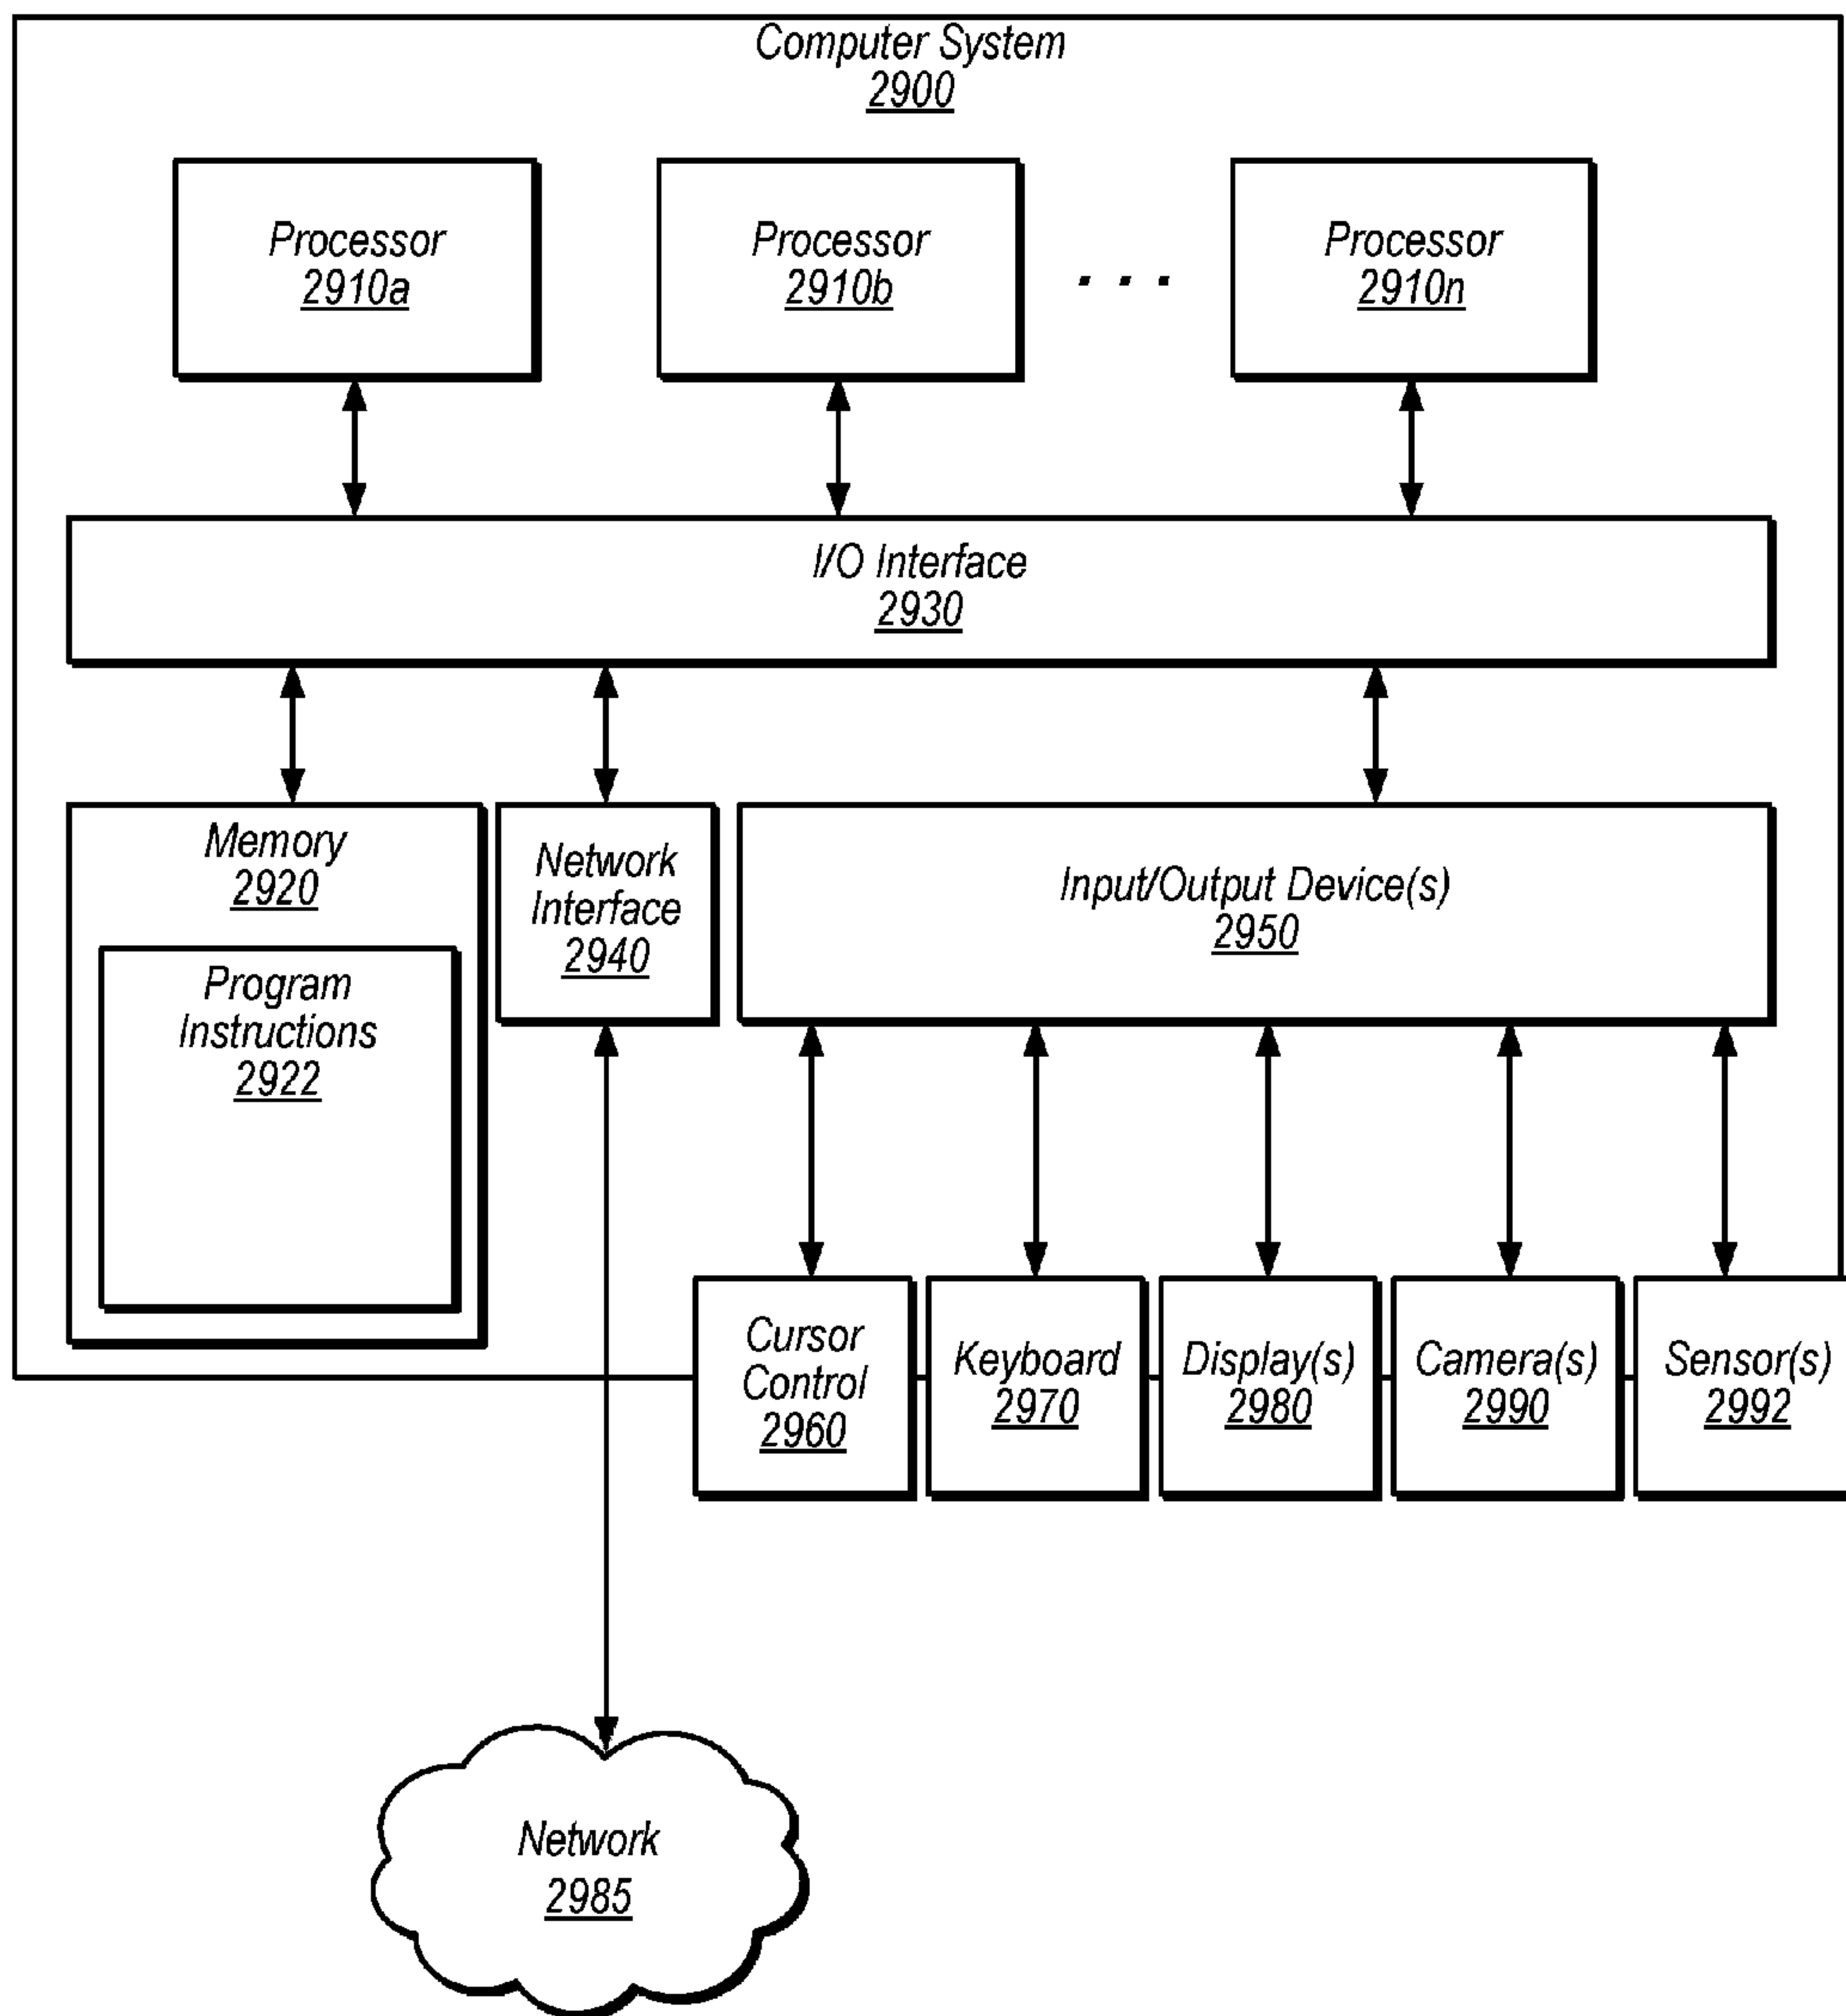 Computer System
2900
Processor
2910a
Processor
2910b
. . .
Processor
2910n
I/O Interface
2930
Memory
2920
Program
Instructions
2922
Network
Interface
2940
Input/Output Device(s)
2950
Cursor
Control
2960
Keyboard
2970
Display(s)
2980
Camera(s)
2990
Sensor(s)
2992
Network
2985